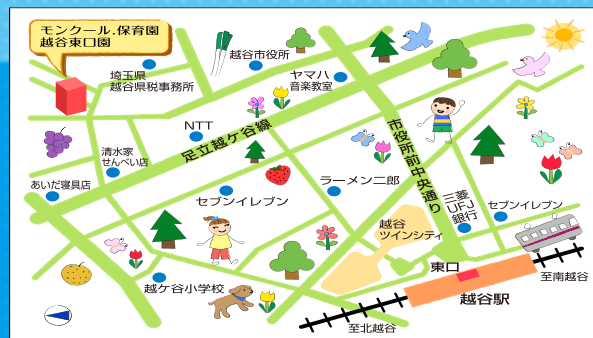 モンクール.保育園
越谷東口園
埼玉県
越谷県税事務所
越谷市役所
ヤマハ
音楽教室
NTT
足立越ケ谷線
市役所前中央通り
清水家
せんべい店
あいだ寝具店
セブンイレブン
ラーメン二郎
三菱
UFJ
銀行
セブンイレブン
越谷
ツインシティ
東口
越ケ谷小学校
越谷駅
至南越谷
至北越谷